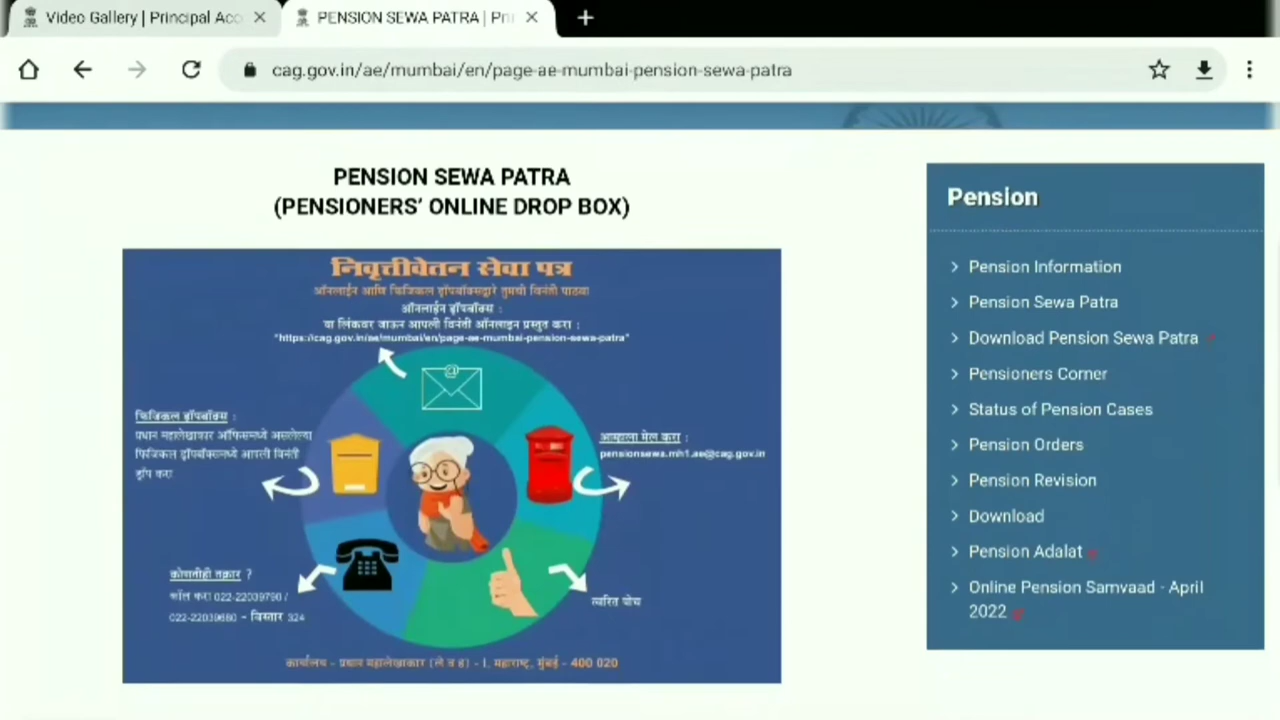 Video Gallery | Principal Acc
PENSION SEWA PATRA | Pri
cag.gov.in/ae/mumbai/en/page-ae-mumbai-pension-sewa-patra
PENSION SEWA PATRA
(PENSIONERS’ ONLINE DROP BOX)
निवृत्तीवेतन सेवा पत्र
ऑनलाईन आणि फिजिकल ड्रॉपबॉक्सद्वारे तुमची विनंती पाठवा
ऑनलाईन ड्रॉपबॉक्स :
या लिंकवर जाऊन आपली विनंती ऑनलाइन प्रस्तुत करा :
"https://cag.gov.in/ae/mumbai/en/page-ae-mumbai-pension-sewa-patra"
@
फिजिकल ड्रॉपबॉक्स :
प्रधान महालेखाकार ऑफिसमध्ये असलेल्या
फिजिकल ड्रॉपबॉक्समध्ये आपली विनंती
ड्रॉप करा
आम्हाला मेल करा :
pensionsewa.mh1.ae@cag.gov.in
कोणतीही तक्रार ?
कॉल करा 022-22039790 /
022-22039680 - विस्तार 324
त्वरित पोच
कार्यालय - प्रधान महालेखाकार (ले व ह) - I, महाराष्ट्र, मुंबई - 400 020
Pension
Pension Information
Pension Sewa Patra
Download Pension Sewa Patra
Pensioners Corner
Status of Pension Cases
Pension Orders
Pension Revision
Download
Pension Adalat
Online Pension Samvaad - April
2022